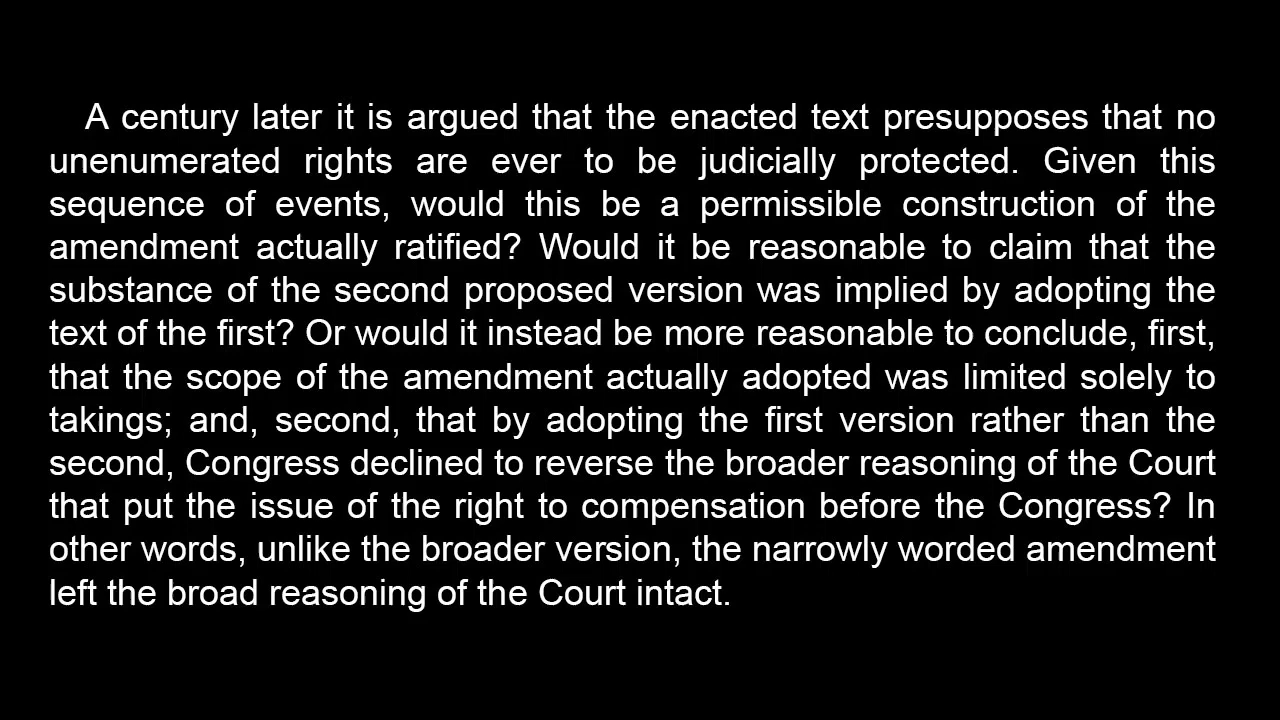 A century later it is argued that the enacted text presupposes that no
unenumerated rights are ever to be judicially protected. Given this
sequence of events, would this be a permissible construction of the
amendment actually ratified? Would it be reasonable to claim that the
substance of the second proposed version was implied by adopting the
text of the first? Or would it instead be more reasonable to conclude, first,
that the scope of the amendment actually adopted was limited solely to
takings; and, second, that by adopting the first version rather than the
second, Congress declined to reverse the broader reasoning of the Court
that put the issue of the right to compensation before the Congress? In
other words, unlike the broader version, the narrowly worded amendment
left the broad reasoning of the Court intact.